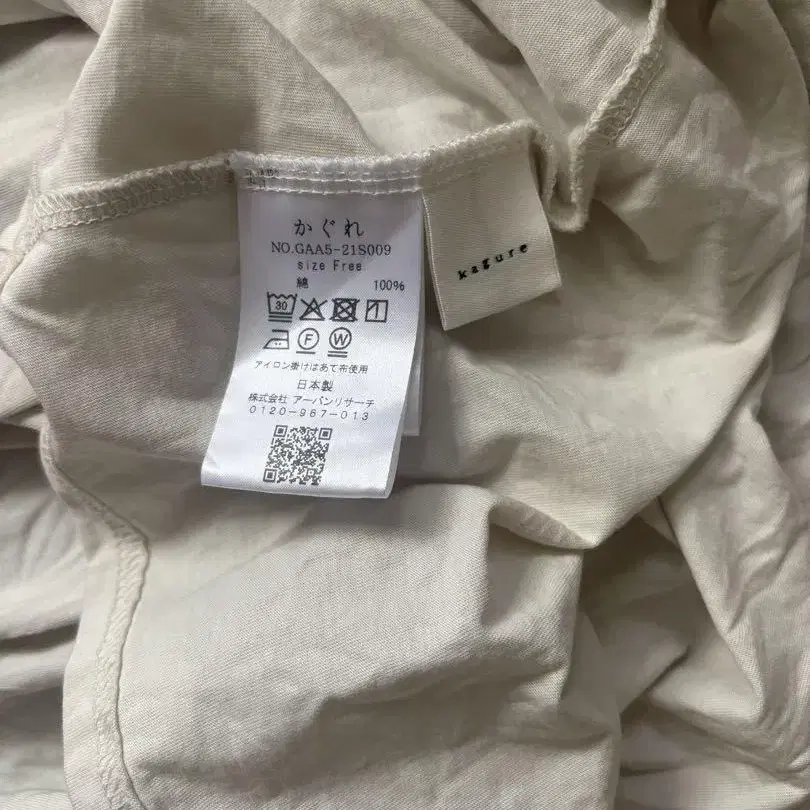 かぐれ
NO.GAA5-21S009
size Free
綿 100%
30
F W
アイロン掛けはあて布使用
日本製
株式会社 アーバンリサーチ
0120-967-013
kagure